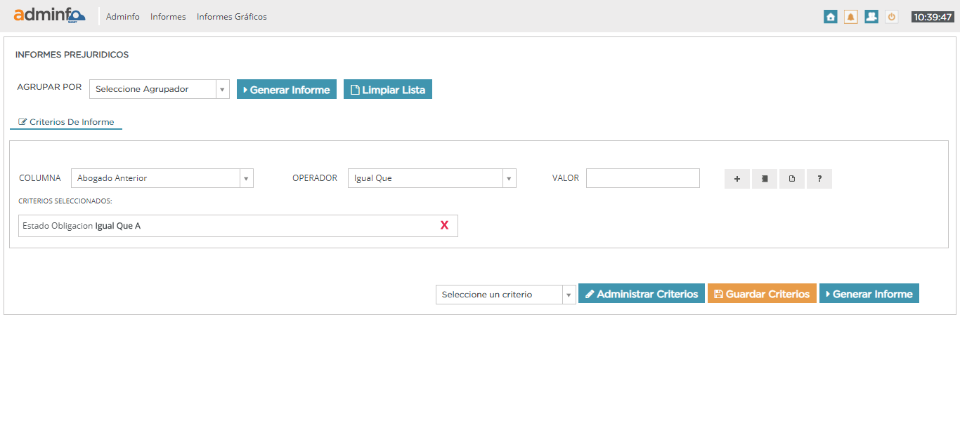 adminfo Adminfo Informes Informes Gráficos 10:39:47
INFORMES PREJURIDICOS
AGRUPAR POR Seleccione Agrupador Generar Informe Limpiar Lista
Criterios De Informe
COLUMNA Abogado Anterior OPERADOR Igual Que VALOR + ?
CRITERIOS SELECCIONADOS:
Estado Obligacion Igual Que A X
Seleccione un criterio Administrar Criterios Guardar Criterios Generar Informe